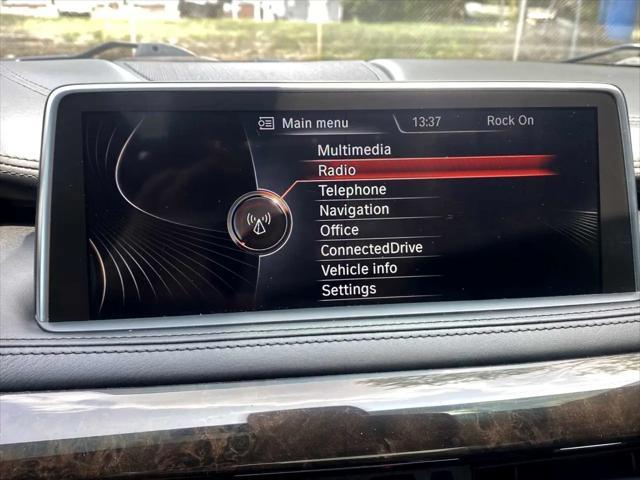 Main menu 13:37 Rock On
Multimedia
Radio
Telephone
Navigation
Office
ConnectedDrive
Vehicle info
Settings